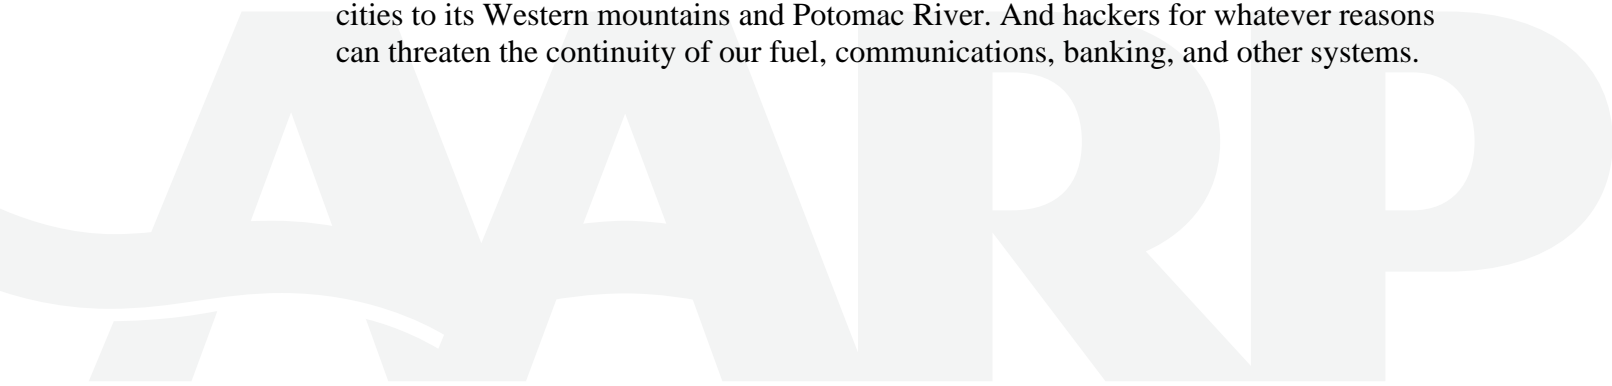 cities to its Western mountains and Potomac River. And hackers for whatever reasons
can threaten the continuity of our fuel, communications, banking, and other systems.
AARP